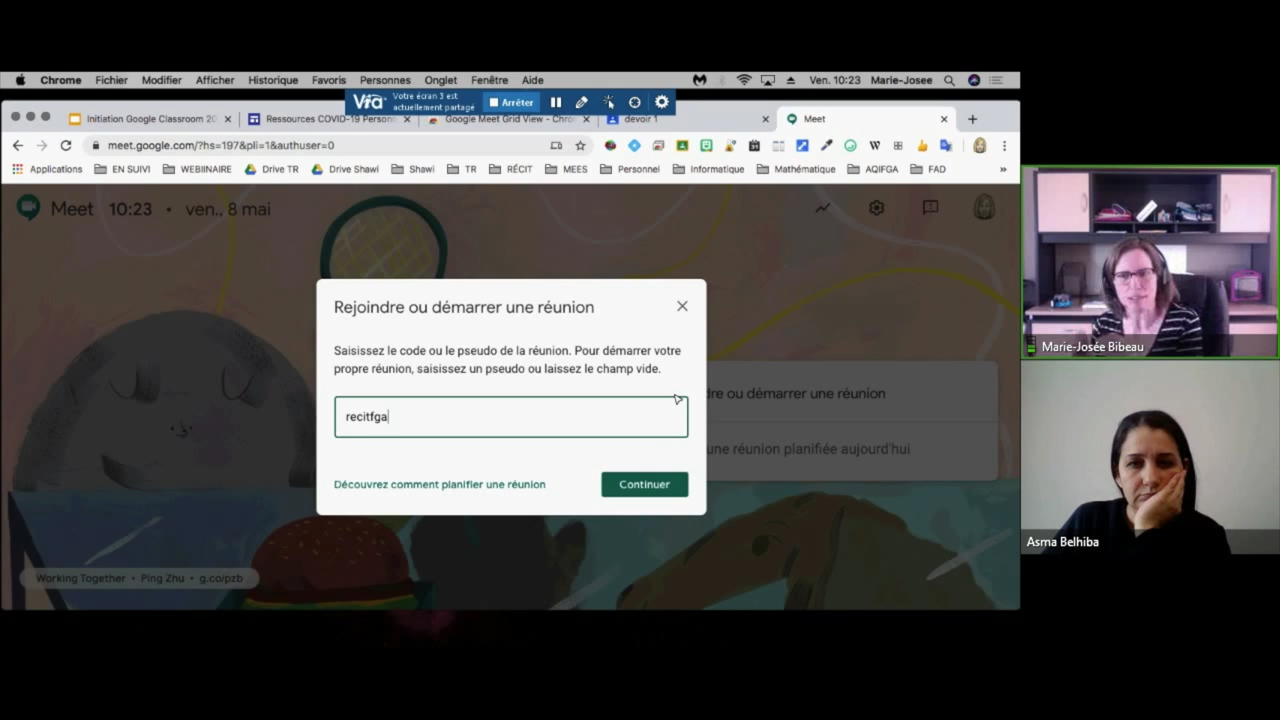 Chrome Fichier Modifier Afficher Historique Favoris Personnes Onglet Fenêtre Aide Ven. 10:23 Marie-Josee
Via Votre écran 3 est
actuellement partagé
Arrêter
Initiation Google Classroom 20 Ressources COVID-19 Person Google Meet Grid View - Chro devoir 1 Meet
meet.google.com/?hs=197&pli=1&authuser=0
Applications EN SUIVI WEBIINAIRE Drive TR Drive Shawi Shawi TR RÉCIT MEES Personnel Informatique Mathématique AQIFGA FAD »
Meet 10:23 • ven., 8 mai
Rejoindre ou démarrer une réunion
Saisissez le code ou le pseudo de la réunion. Pour démarrer votre
propre réunion, saisissez un pseudo ou laissez le champ vide.
recitfga
Découvrez comment planifier une réunion
Continuer
dre ou démarrer une réunion
une réunion planifiée aujourd'hui
Working Together • Ping Zhu • g.co/pzb
Marie-Josée Bibeau
Asma Belhiba